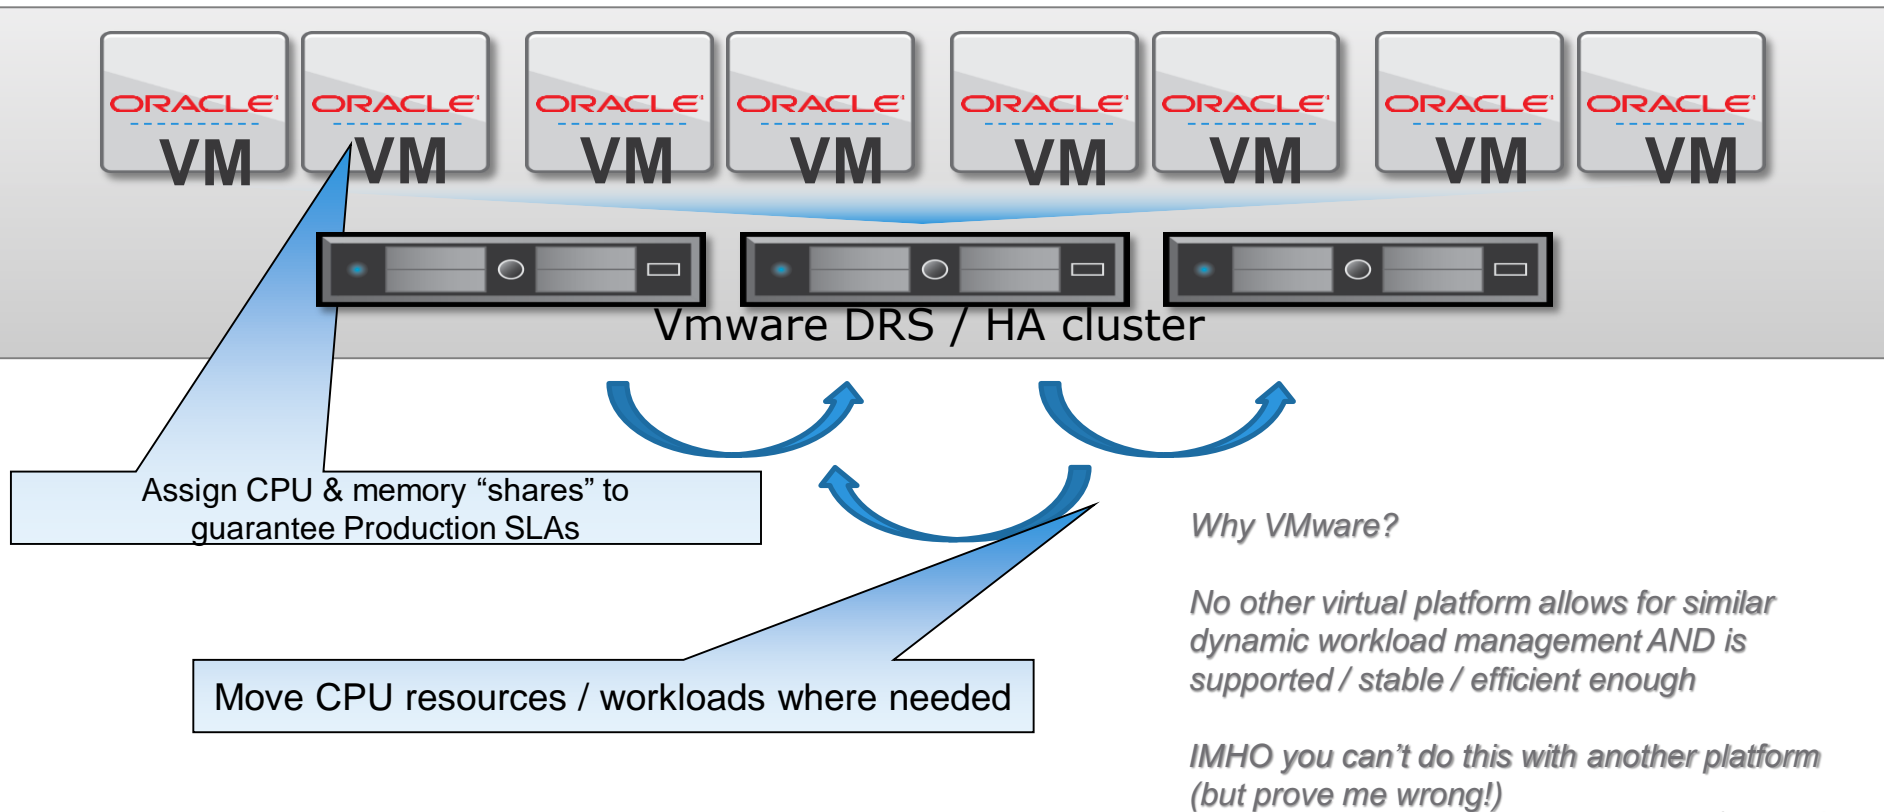 ORACLE ORACLE ORACLE ORACLE ORACLE ORACLE ORACLE ORACLE
VM VM VM VM VM VM VM VM
Vmware DRS / HA cluster
Assign CPU & memory “shares” to
guarantee Production SLAs
Move CPU resources / workloads where needed
Why VMware?
No other virtual platform allows for similar
dynamic workload management AND is
supported / stable / efficient enough
IMHO you can’t do this with another platform
(but prove me wrong!)